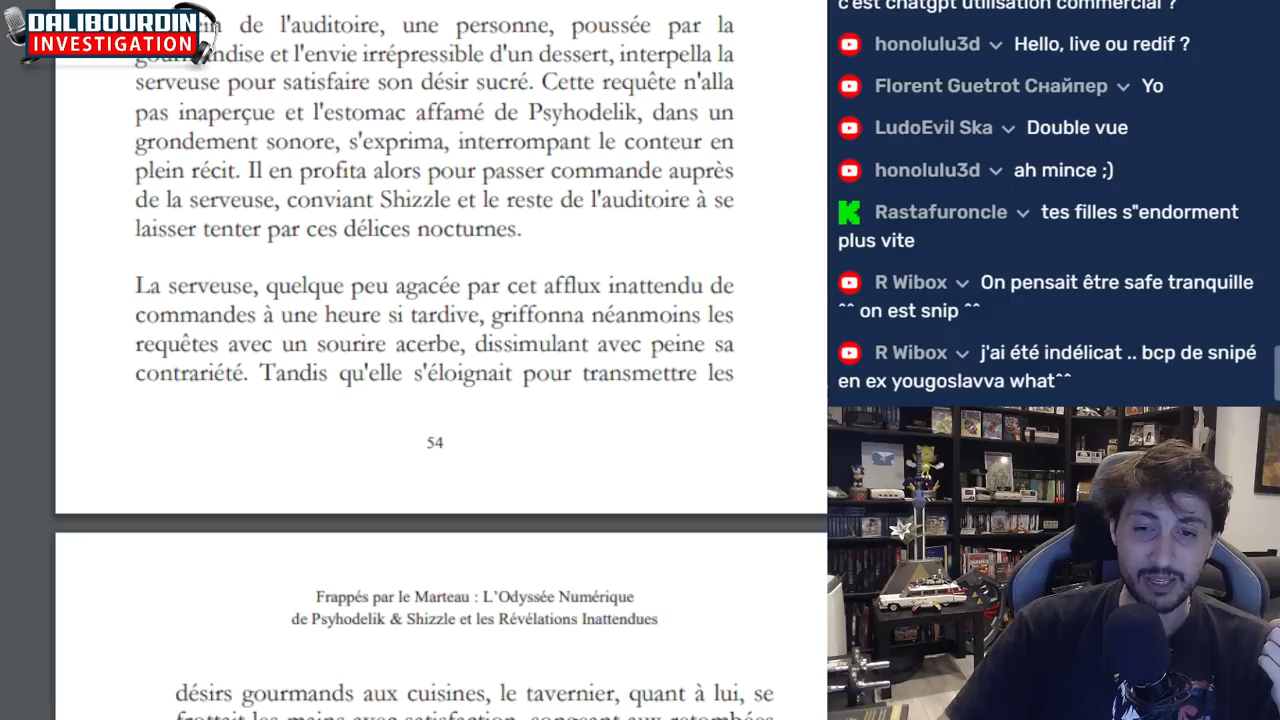 DALIBOURDIN
INVESTIGATION
de l'auditoire, une personne, poussée par la
et l'envie irrépressible d'un dessert, interpella la
serveuse pour satisfaire son désir sucré. Cette requête n'alla
pas inaperçue et l'estomac affamé de Psyhodelik, dans un
grondement sonore, s'exprima, interrompant le conteur en
plein récit. Il en profita alors pour passer commande auprès
de la serveuse, conviant Shizzle et le reste de l'auditoire à se
laisser tenter par ces délices nocturnes.
La serveuse, quelque peu agacée par cet afflux inattendu de
commandes à une heure si tardive, griffonna néanmoins les
requêtes avec un sourire acerbe, dissimulant avec peine sa
contrariété. Tandis qu'elle s'éloignait pour transmettre les
54
Frappés par le Marteau : L'Odyssée Numérique
de Psyhodelik & Shizzle et les Révélations Inattendues
désirs gourmands aux cuisines, le tavernier, quant à lui, se
frottait les mains avec satisfaction, songeant aux retombées
c'est chatgpt utilisation commercial ?
honolulu3d Hello, live ou redif ?
Florent Guetrot Снайпер Yo
LudoEvil Ska Double vue
honolulu3d ah mince ;)
Rastafuroncle tes filles s"endorment
plus vite
R Wibox On pensait être safe tranquille
^^ on est snip ^^
R Wibox j'ai été indélicat .. bcp de snipé
en ex yougoslavva what^^